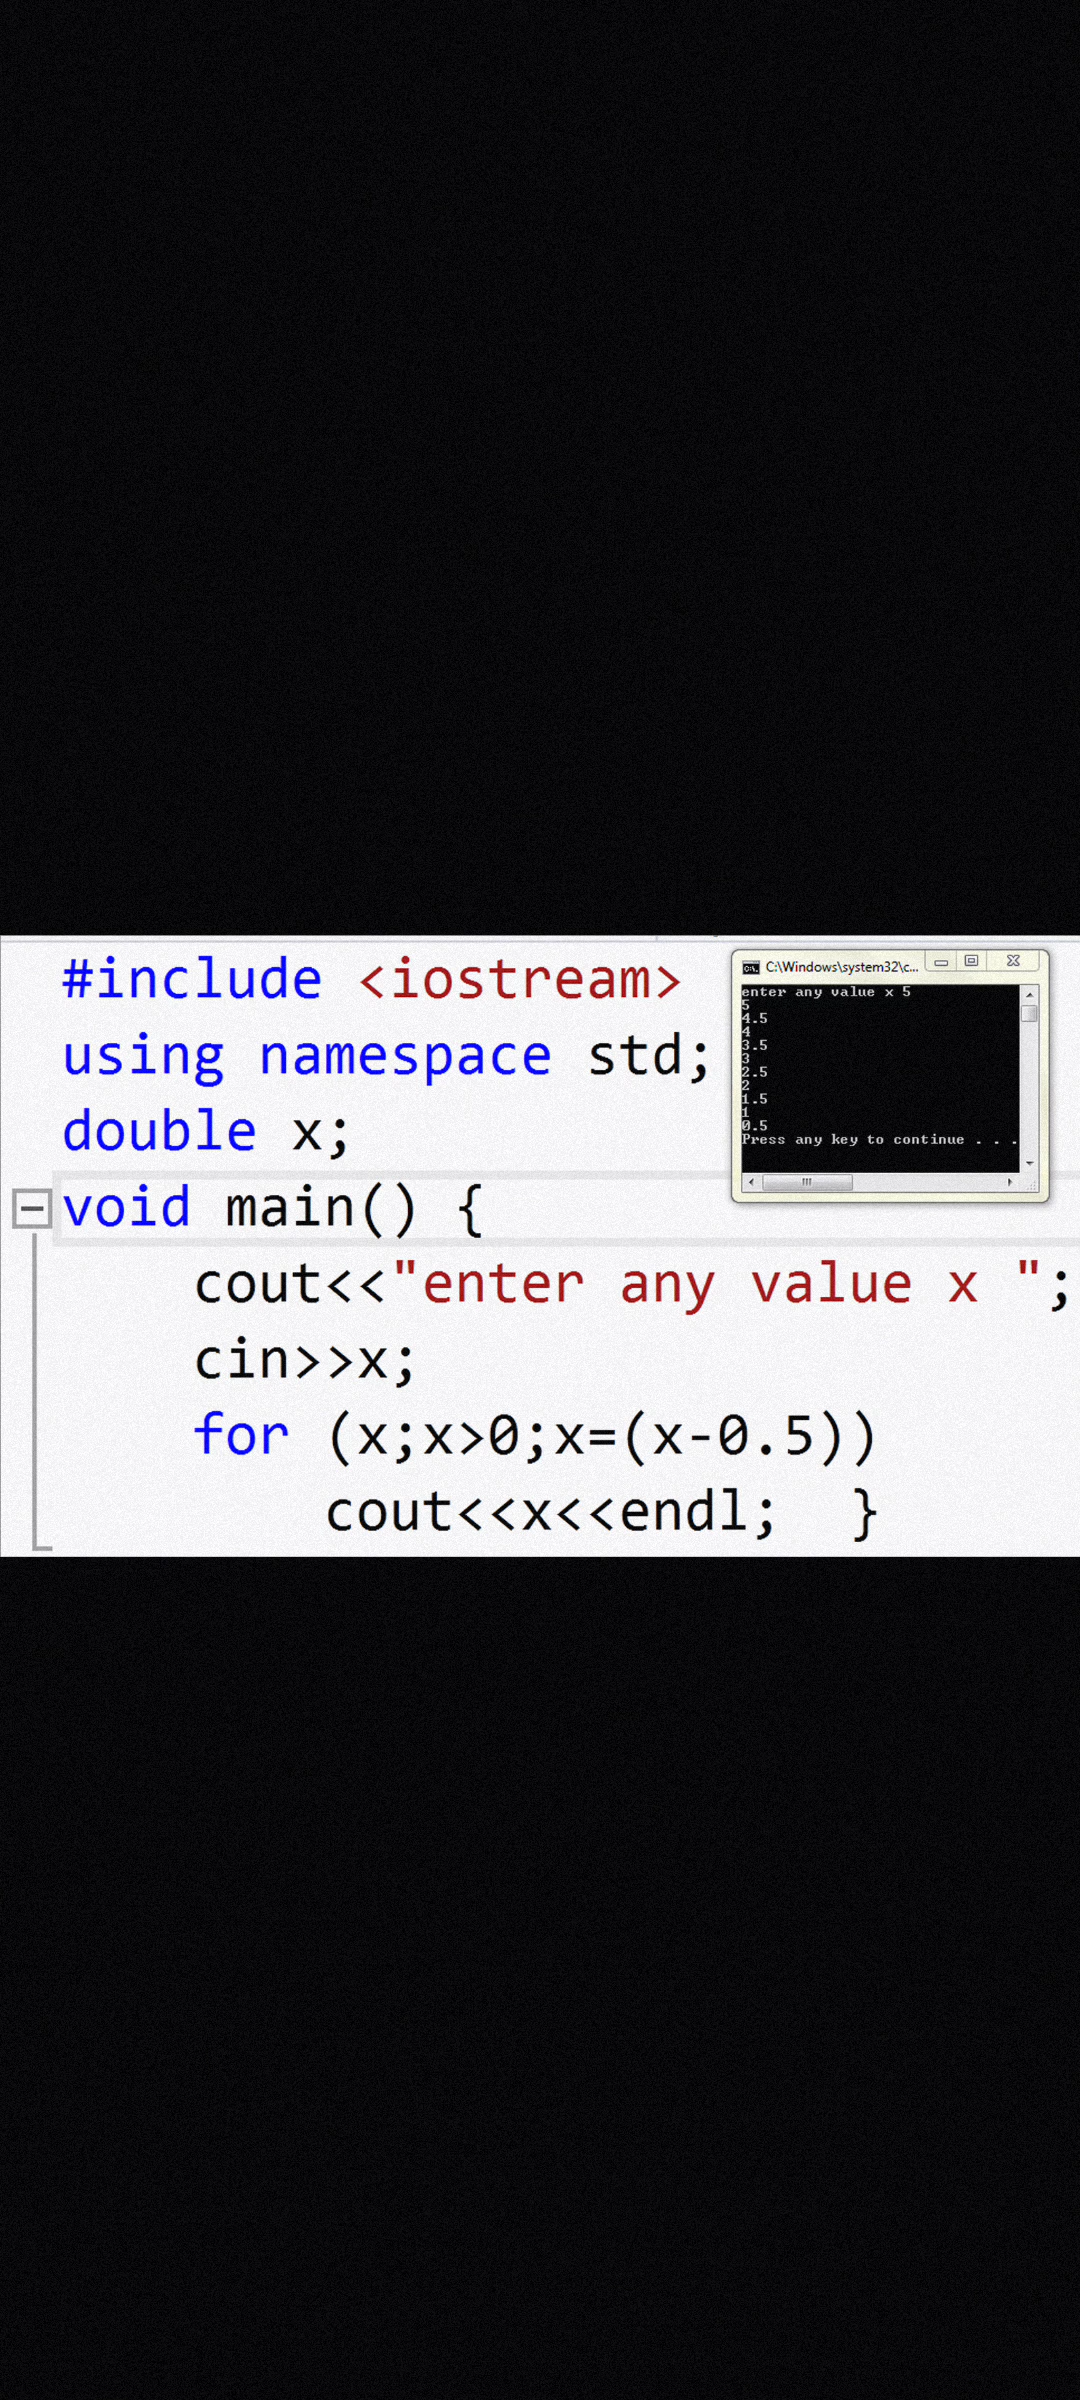 #include <iostream>
using namespace std;
double x;
void main() {
cout<<"enter any value x ";
cin>>x;
for (x;x>0;x=(x-0.5))
cout<<x<<endl;  }
C:\Windows\system32\c...
enter any value x 5
5
4.5
4
3.5
3
2.5
2
1.5
1
0.5
Press any key to continue . . .